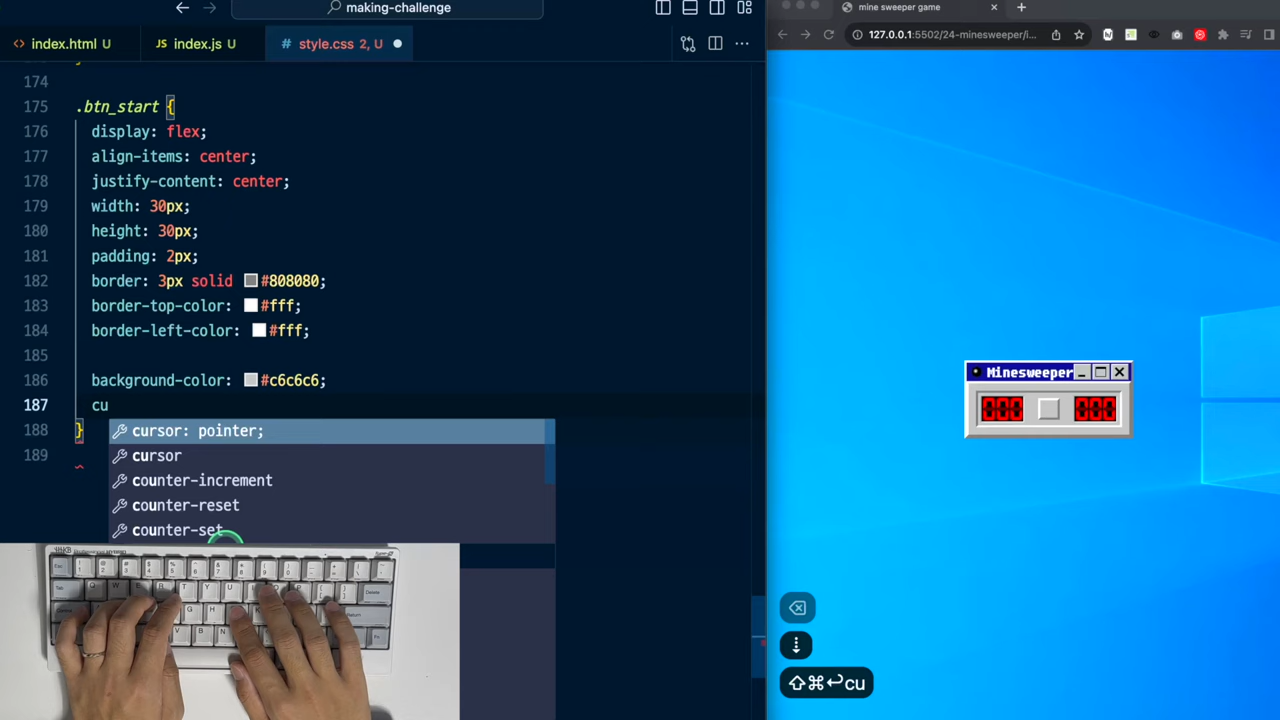 making-challenge
index.html U
JS index.js U
# style.css 2, U
174
175 .btn_start {
176 display: flex;
177 align-items: center;
178 justify-content: center;
179 width: 30px;
180 height: 30px;
181 padding: 2px;
182 border: 3px solid #808080;
183 border-top-color: #fff;
184 border-left-color: #fff;
185
186 background-color: #c6c6c6;
187 cu
188 }
189
cursor: pointer;
cursor
counter-increment
counter-reset
counter-set
mine sweeper game
127.0.0.1:5502/24-minesweeper/i...
Minesweeper
000 000
⇧⌘↩cu